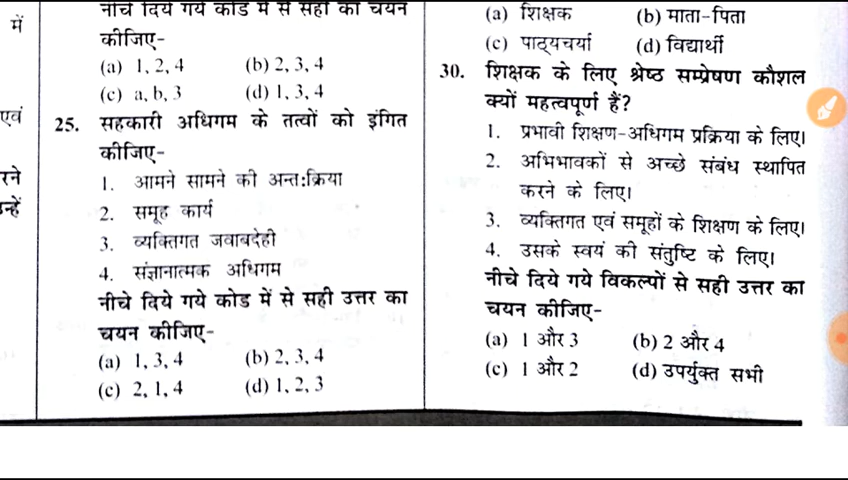 में
एवं
रने
उन्हें
नीचे दिये गये कोड में से सही का चयन
कीजिए-
(a) 1, 2, 4 (b) 2, 3, 4
(c) a, b, 3 (d) 1, 3, 4
25. सहकारी अधिगम के तत्वों को इंगित
कीजिए-
1. आमने सामने की अन्त:क्रिया
2. समूह कार्य
3. व्यक्तिगत जवाबदेही
4. संज्ञानात्मक अधिगम
नीचे दिये गये कोड में से सही उत्तर का
चयन कीजिए-
(a) 1, 3, 4 (b) 2, 3, 4
(c) 2, 1, 4 (d) 1, 2, 3
(a) शिक्षक (b) माता-पिता
(c) पाठ्यचर्या (d) विद्यार्थी
30. शिक्षक के लिए श्रेष्ठ सम्प्रेषण कौशल
क्यों महत्वपूर्ण हैं?
1. प्रभावी शिक्षण-अधिगम प्रक्रिया के लिए।
2. अभिभावकों से अच्छे संबंध स्थापित
करने के लिए।
3. व्यक्तिगत एवं समूहों के शिक्षण के लिए।
4. उसके स्वयं की संतुष्टि के लिए।
नीचे दिये गये विकल्पों से सही उत्तर का
चयन कीजिए-
(a) 1 और 3 (b) 2 और 4
(c) 1 और 2 (d) उपर्युक्त सभी